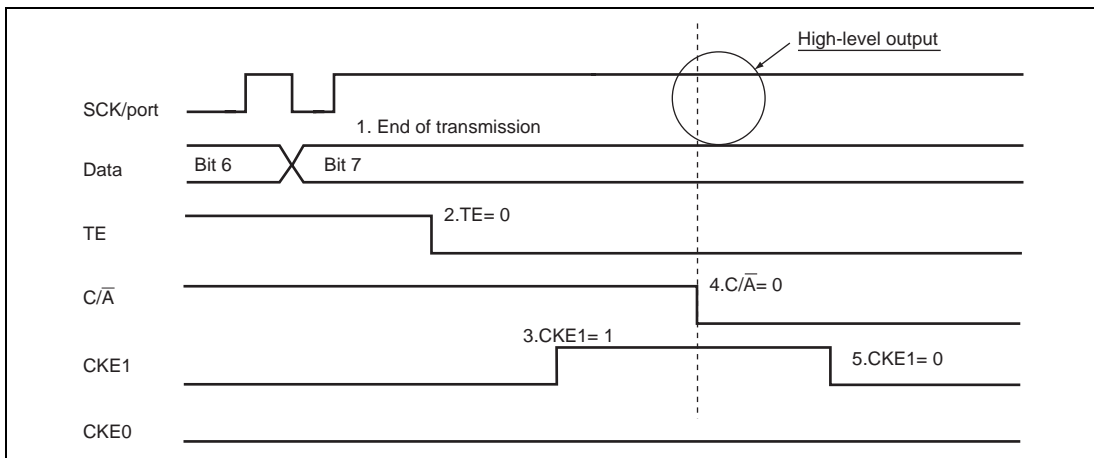 High-level output
SCK/port
1. End of transmission
Data
Bit 6
Bit 7
TE
2.TE= 0
C/A̅
4.C/A̅= 0
3.CKE1= 1
CKE1
5.CKE1= 0
CKE0